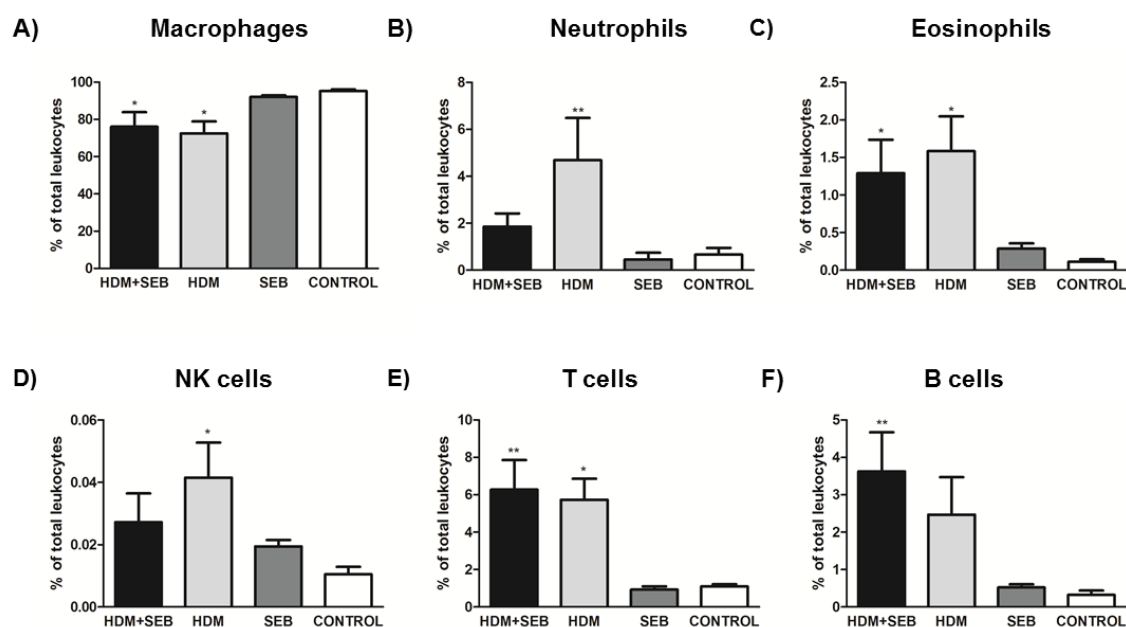 A) Macrophages
% of total leukocytes
100
80
60
40
20
0
* *
HDM+SEB HDM SEB CONTROL
B) Neutrophils
% of total leukocytes
8
6
4
2
0
**
HDM+SEB HDM SEB CONTROL
C) Eosinophils
% of total leukocytes
2.5
2.0
1.5
1.0
0.5
0.0
* *
HDM+SEB HDM SEB CONTROL
D) NK cells
% of total leukocytes
0.06
0.04
0.02
0.00
*
HDM+SEB HDM SEB CONTROL
E) T cells
% of total leukocytes
10
8
6
4
2
0
** *
HDM+SEB HDM SEB CONTROL
F) B cells
% of total leukocytes
5
4
3
2
1
0
**
HDM+SEB HDM SEB CONTROL